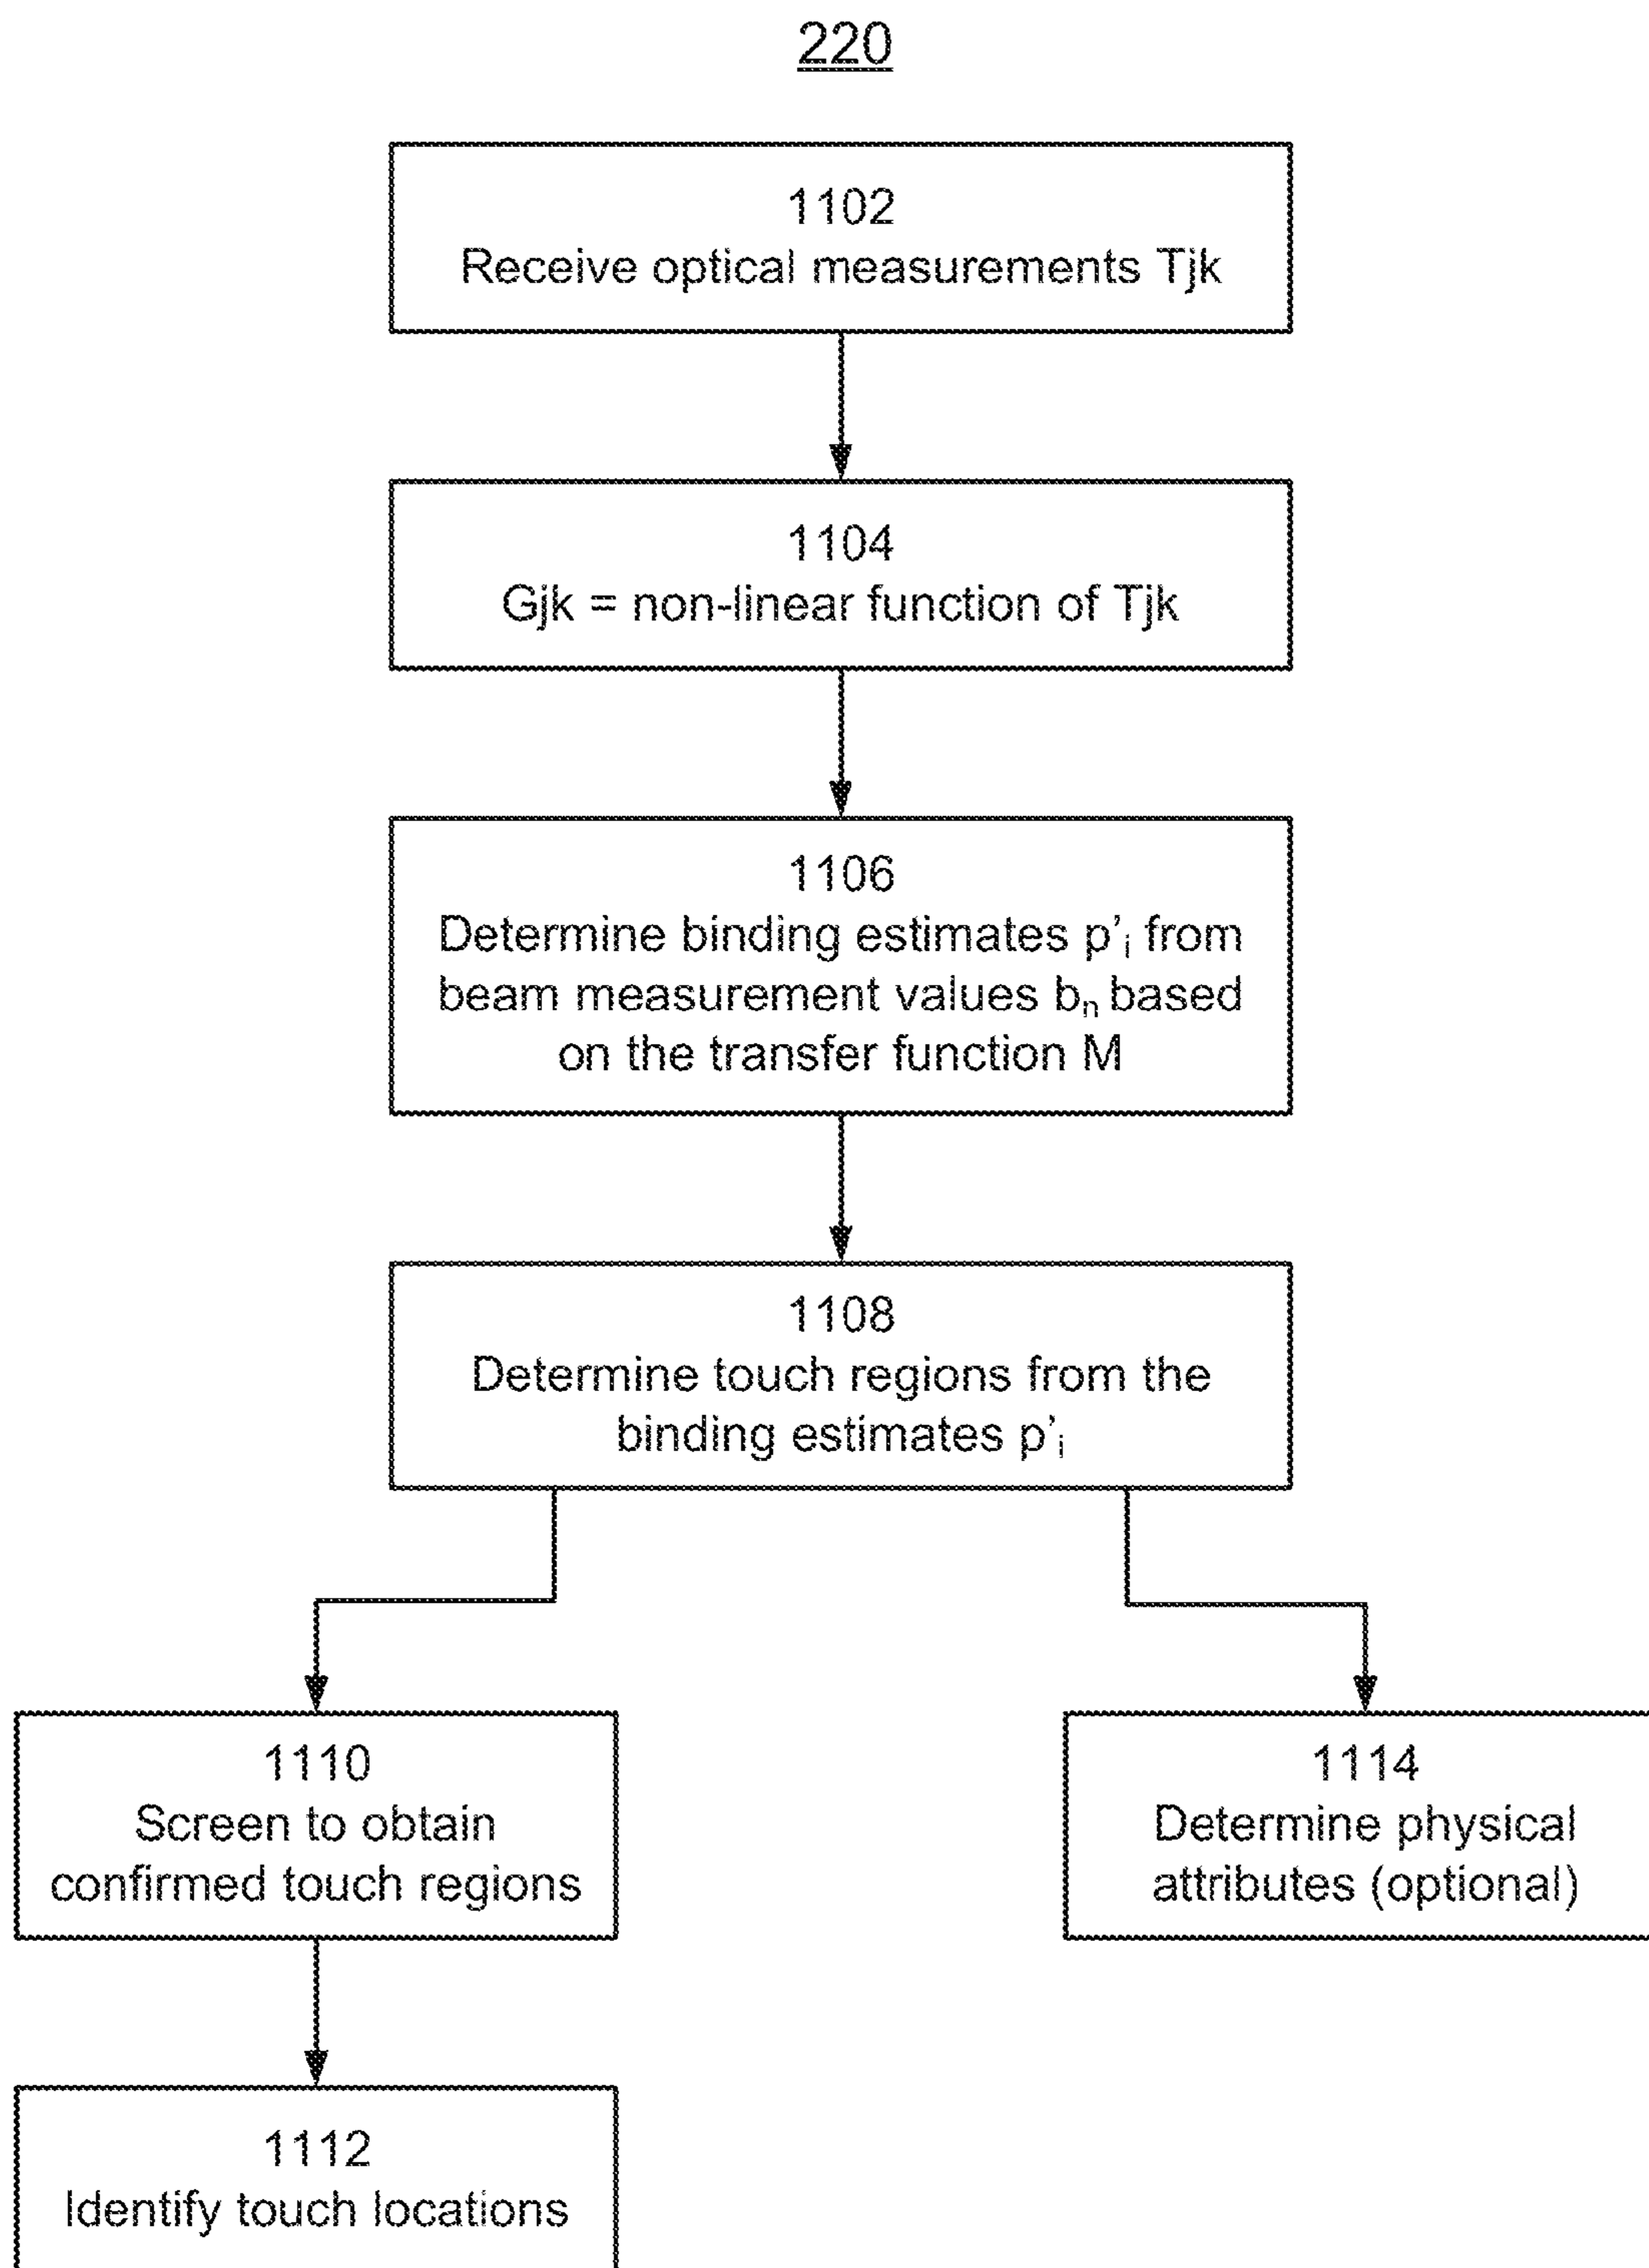 220
1102
Receive optical measurements Tjk
1104
Gjk = non-linear function of Tjk
1106
Determine binding estimates p’ᵢ from
beam measurement values bₙ based
on the transfer function M
1108
Determine touch regions from the
binding estimates p’ᵢ
1110
Screen to obtain
confirmed touch regions
1114
Determine physical
attributes (optional)
1112
Identify touch locations